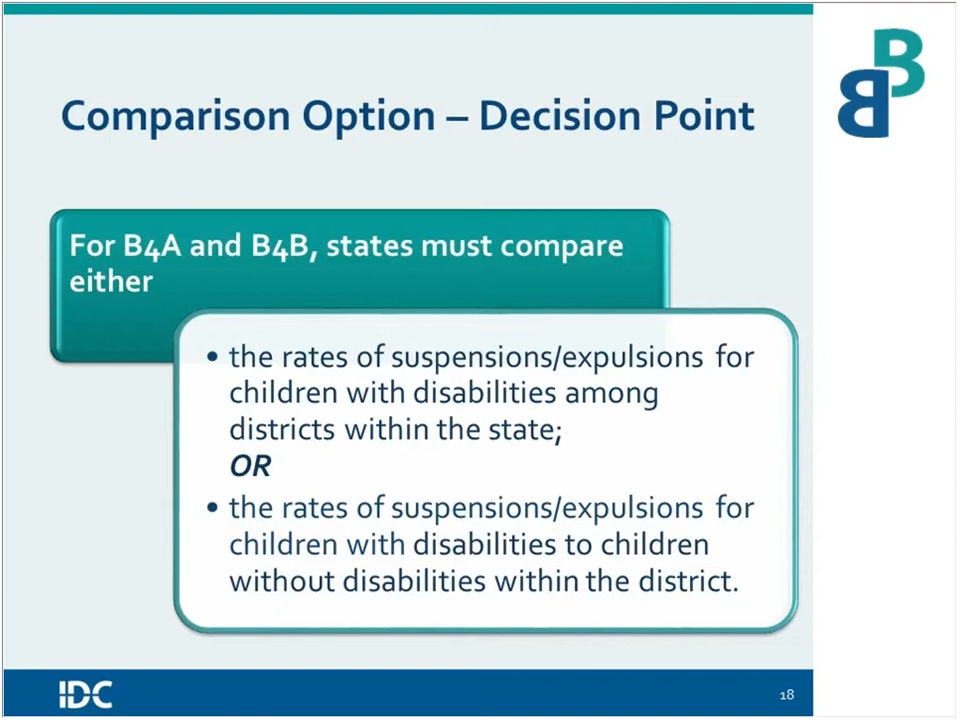 B
B
Comparison Option – Decision Point
For B4A and B4B, states must compare
either
• the rates of suspensions/expulsions for
children with disabilities among
districts within the state;
OR
• the rates of suspensions/expulsions for
children with disabilities to children
without disabilities within the district.
IDC
18